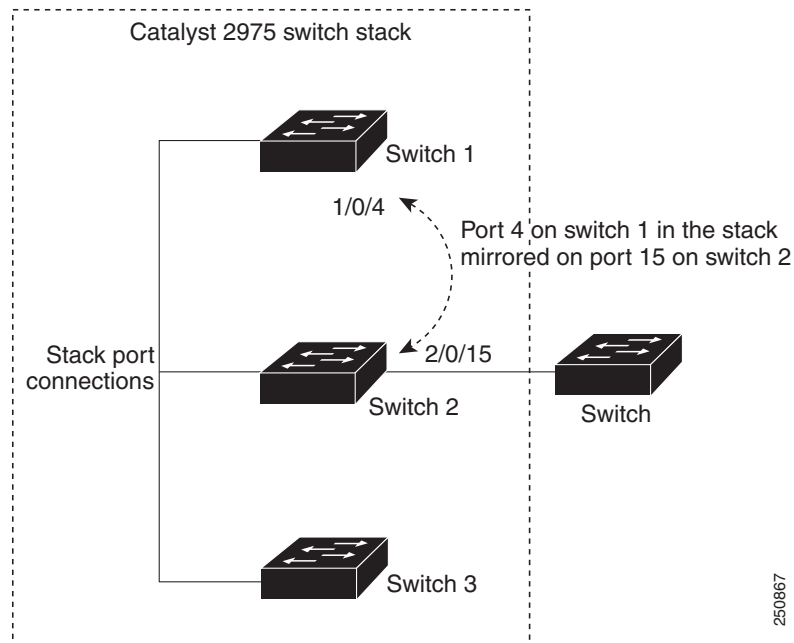 Catalyst 2975 switch stack
Switch 1
1/0/4
Port 4 on switch 1 in the stack
mirrored on port 15 on switch 2
Stack port
connections
2/0/15
Switch 2
Switch
Switch 3
250867